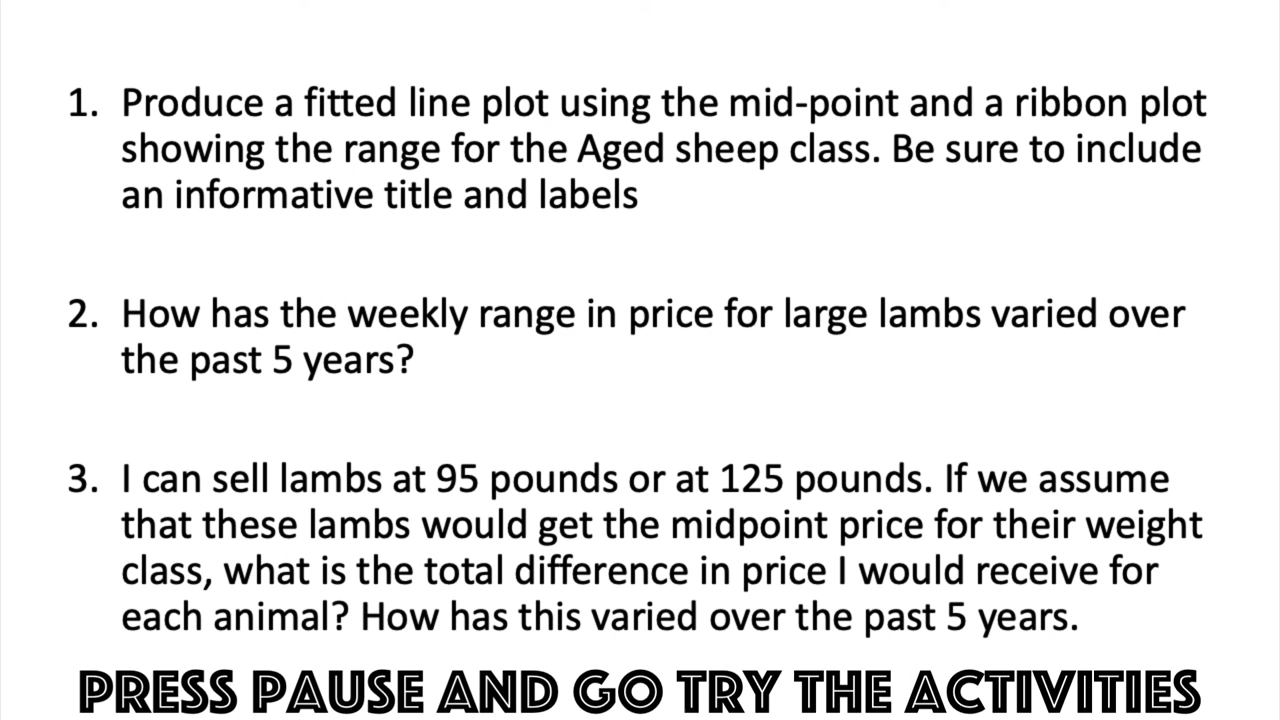 1. Produce a fitted line plot using the mid-point and a ribbon plot
showing the range for the Aged sheep class. Be sure to include
an informative title and labels
2. How has the weekly range in price for large lambs varied over
the past 5 years?
3. I can sell lambs at 95 pounds or at 125 pounds. If we assume
that these lambs would get the midpoint price for their weight
class, what is the total difference in price I would receive for
each animal? How has this varied over the past 5 years.
PRESS PAUSE AND GO TRY THE ACTIVITIES